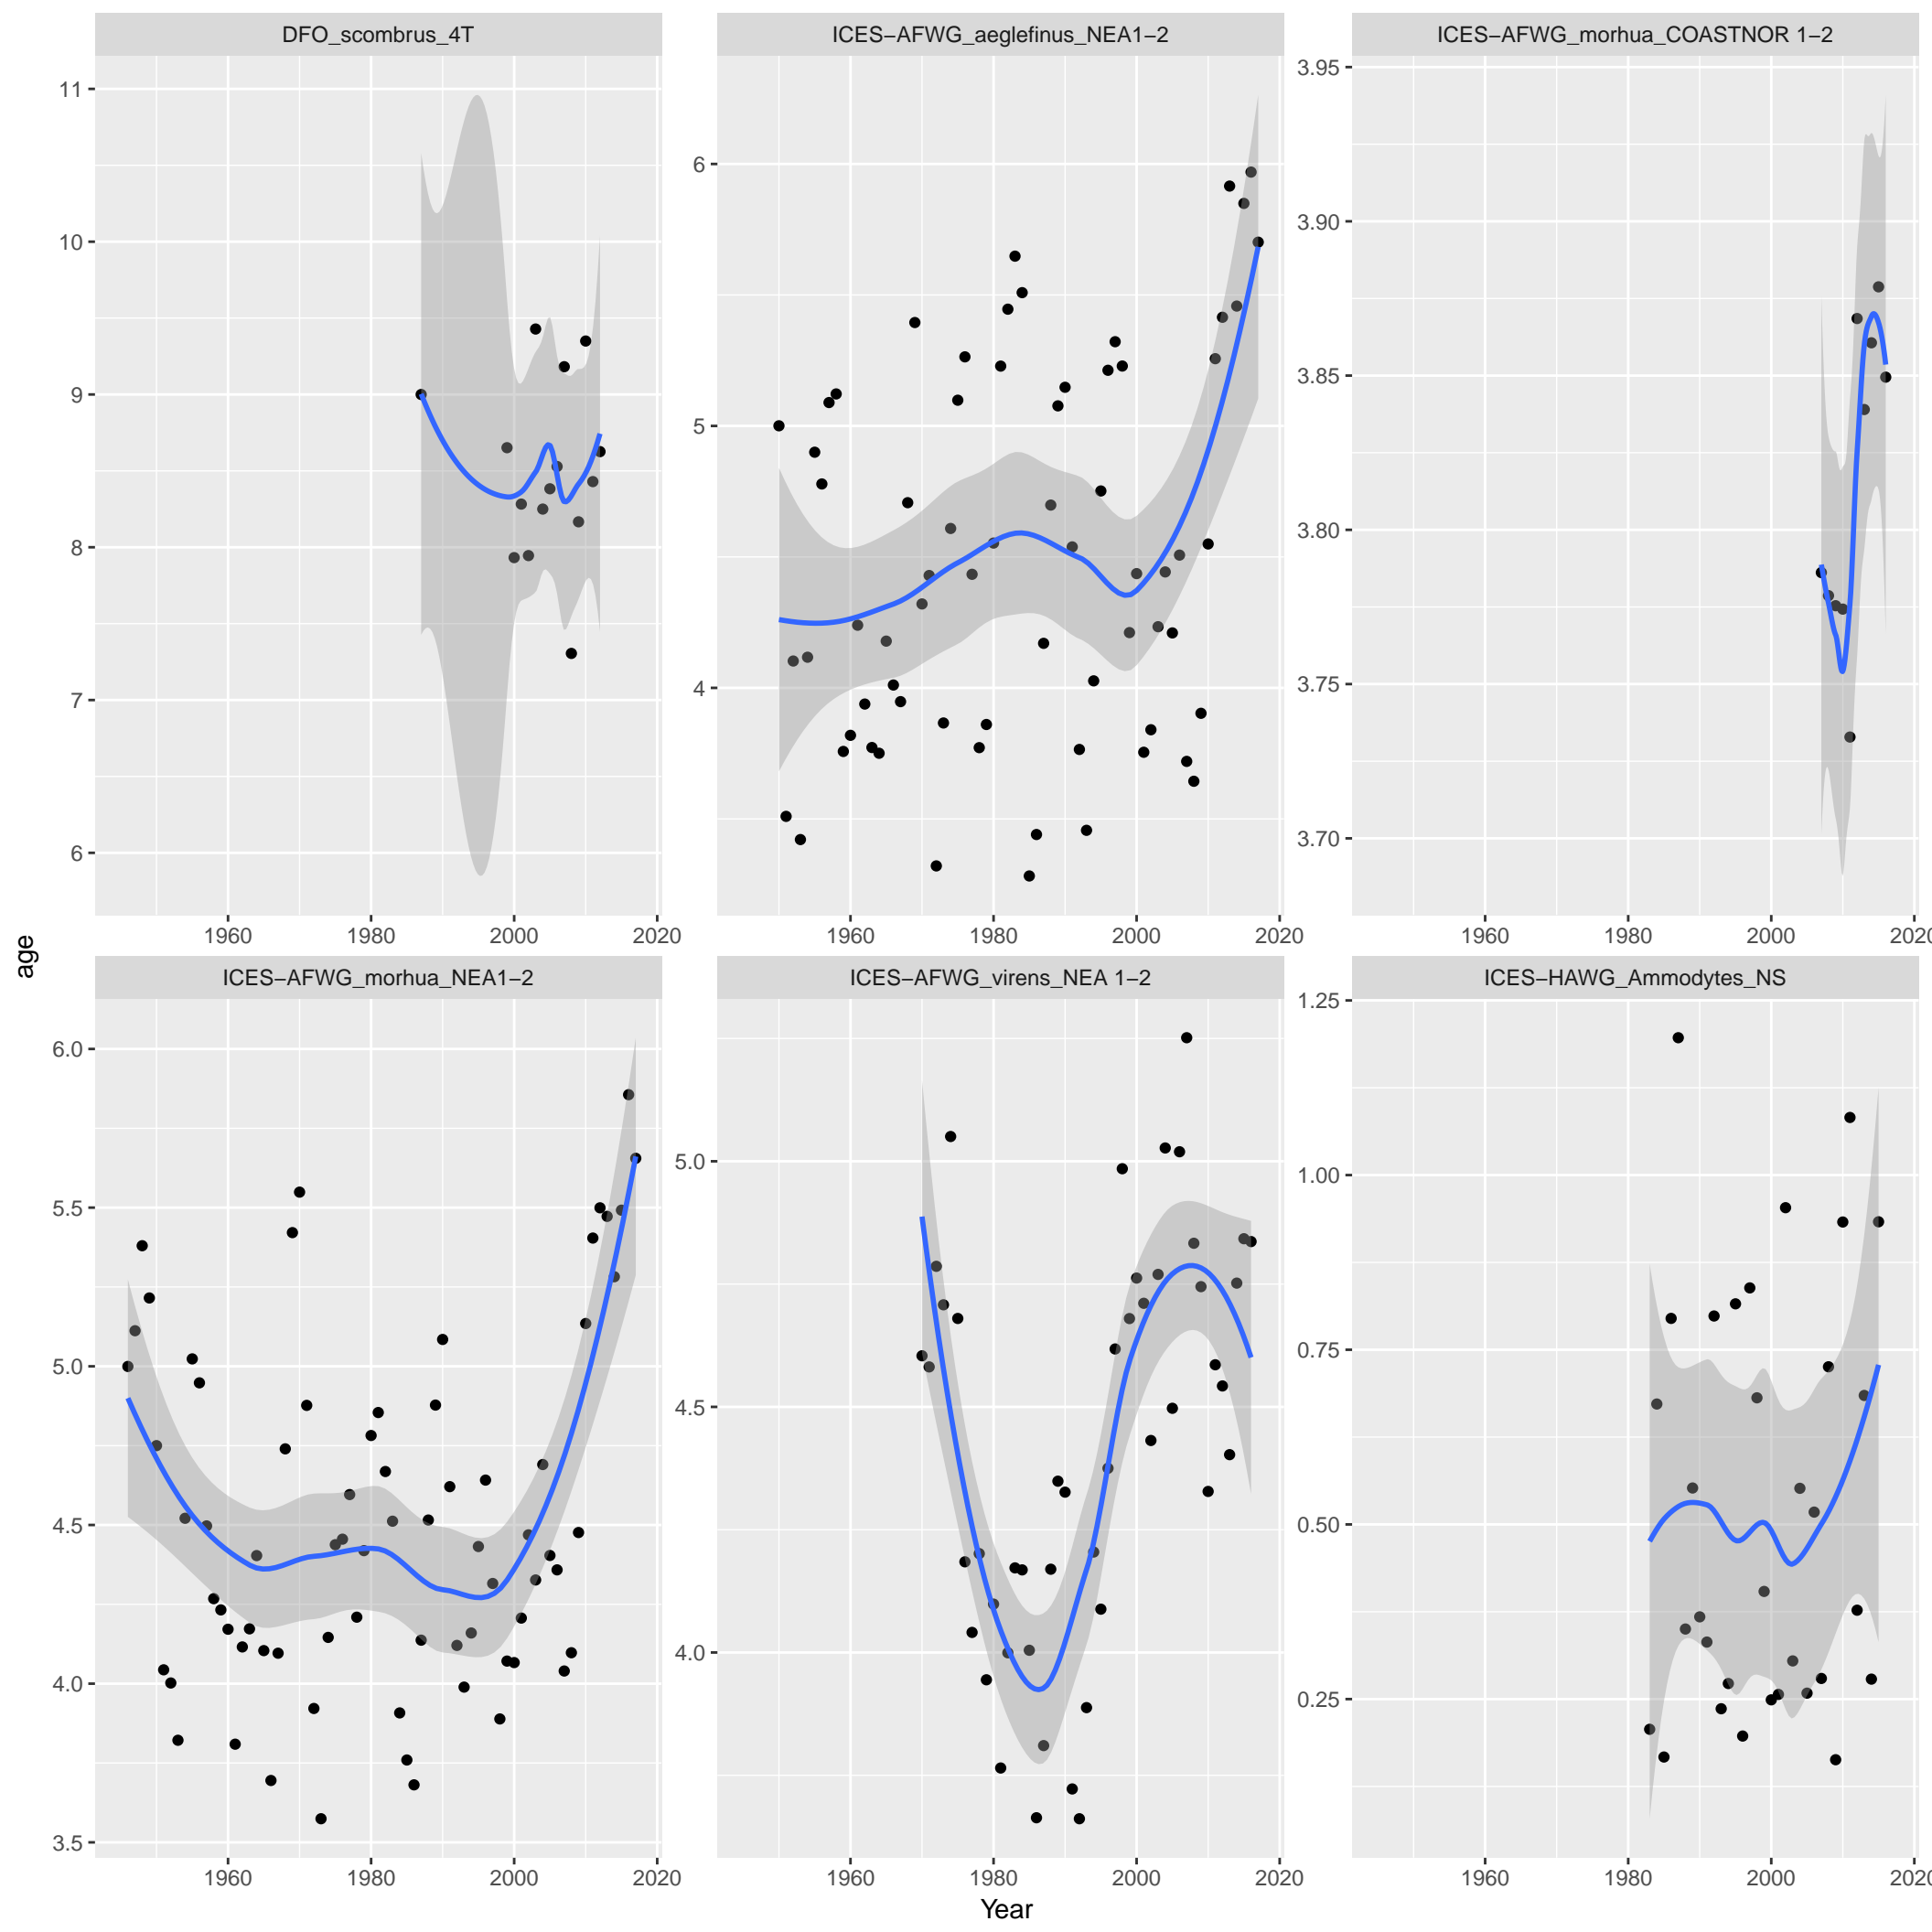 DFO_scombrus_4T
ICES−AFWG_aeglefinus_NEA1−2
ICES−AFWG_morhua_COASTNOR 1−2
11
10
9
8
7
6
6
5
4
3.95
3.90
3.85
3.80
3.75
3.70
1960 1980 2000 2020
1960 1980 2000 2020
1960 1980 2000 202
age
ICES−AFWG_morhua_NEA1−2
ICES−AFWG_virens_NEA 1−2
ICES−HAWG_Ammodytes_NS
6.0
5.5
5.0
4.5
4.0
3.5
5.0
4.5
4.0
1.25
1.00
0.75
0.50
0.25
1960 1980 2000 2020
1960 1980 2000 2020
1960 1980 2000 202
Year